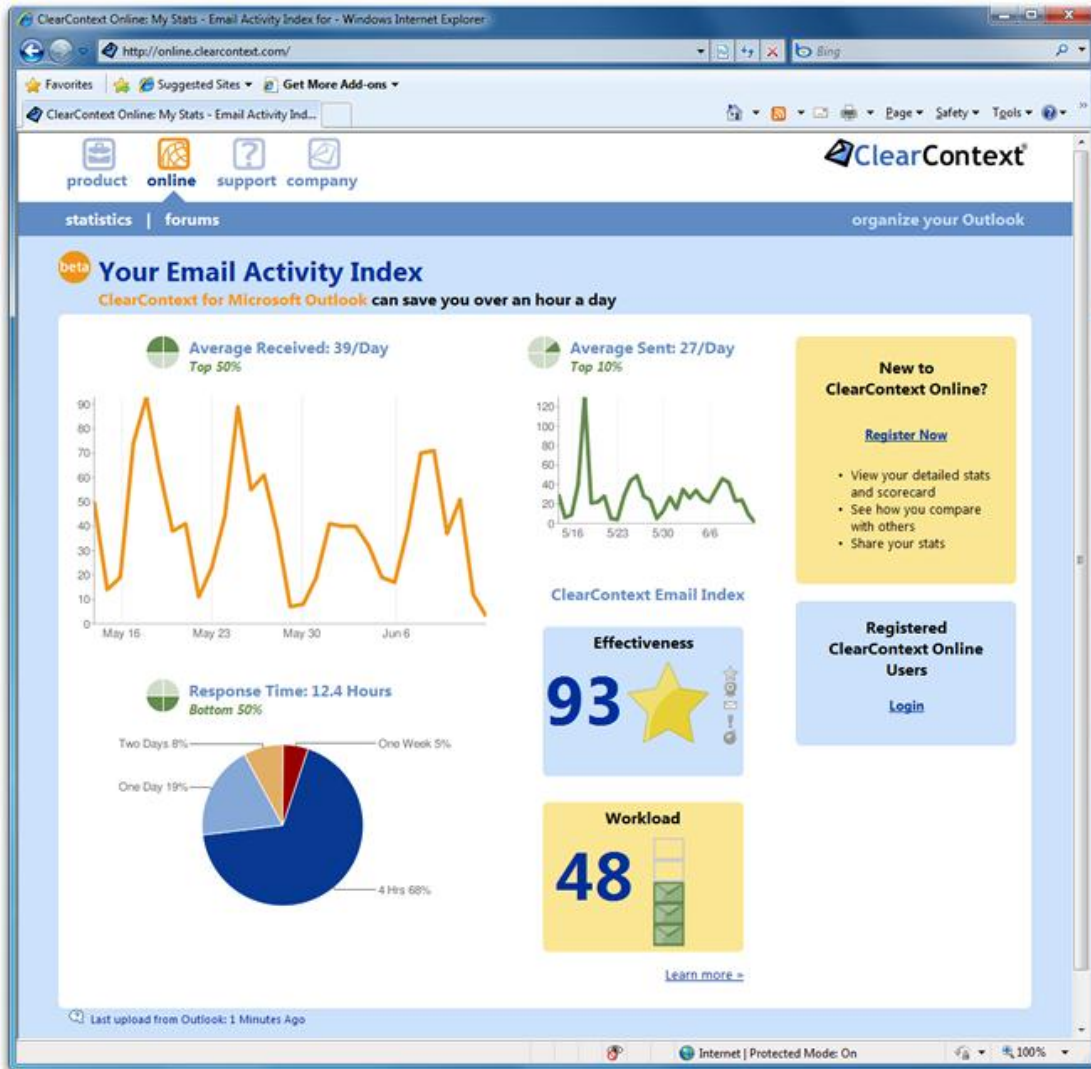 ClearContext Online: My Stats - Email Activity Index for - Windows Internet Explorer
http://online.clearcontext.com/
Bing
Favorites
Suggested Sites
Get More Add-ons
ClearContext Online: My Stats - Email Activity Ind...
Page
Safety
Tools
product
online
support
company
ClearContext
statistics | forums
organize your Outlook
beta
Your Email Activity Index
ClearContext for Microsoft Outlook can save you over an hour a day
Average Received: 39/Day
Top 50%
90
80
70
60
50
40
30
20
10
0
May 16
May 23
May 30
Jun 6
Average Sent: 27/Day
Top 10%
120
100
80
60
40
20
0
5/16
5/23
5/30
6/6
New to
ClearContext Online?
Register Now
• View your detailed stats
and scorecard
• See how you compare
with others
• Share your stats
Response Time: 12.4 Hours
Bottom 50%
Two Days 8%
One Week 5%
One Day 19%
4 Hrs 68%
ClearContext Email Index
Effectiveness
93
Workload
48
Learn more »
Registered
ClearContext Online
Users
Login
Last upload from Outlook: 1 Minutes Ago
Internet | Protected Mode: On
100%